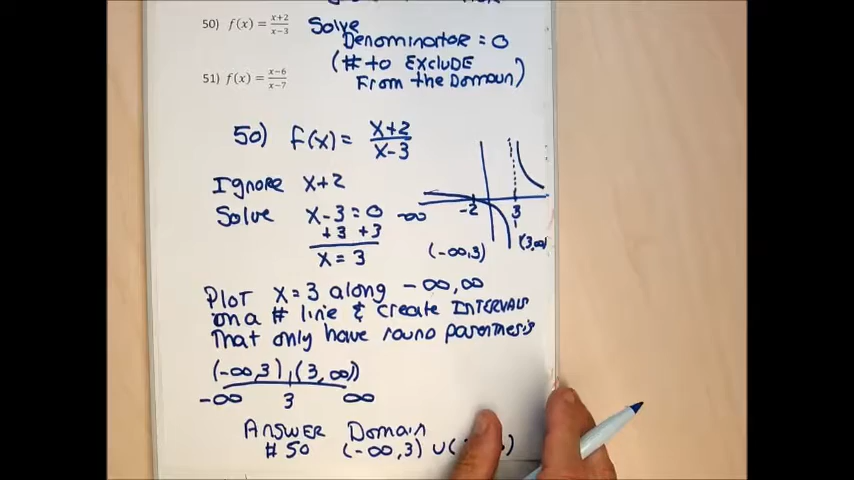 50) f(x) = x+2/x−3
Solve
Denominator = 0
(# to EXCLUDE
From the Domain)
51) f(x) = x−6/x−7
50) f(x) = x+2/x-3
Ignore x+2
Solve x-3=0
+3 +3
x = 3
-∞ -2 3
(-∞,3) (3,∞)
PLOT x=3 along -∞,∞
on a # line & create INTERVALS
That only have round parenthesis
(-∞,3) (3,∞)
-∞ 3 ∞
ANSWER Domain
#50 (-∞,3) ∪(